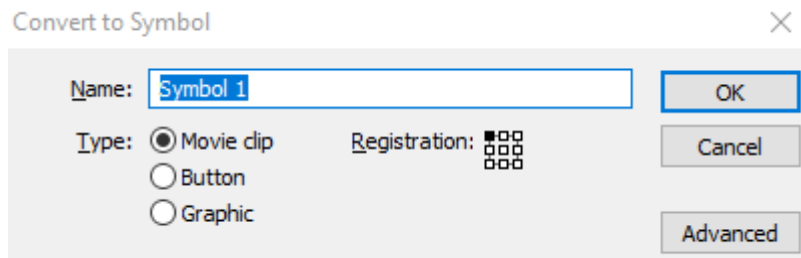 Convert to Symbol
Name: Symbol 1 OK
Type: Movie clip Registration: Cancel
Button
Graphic
Advanced